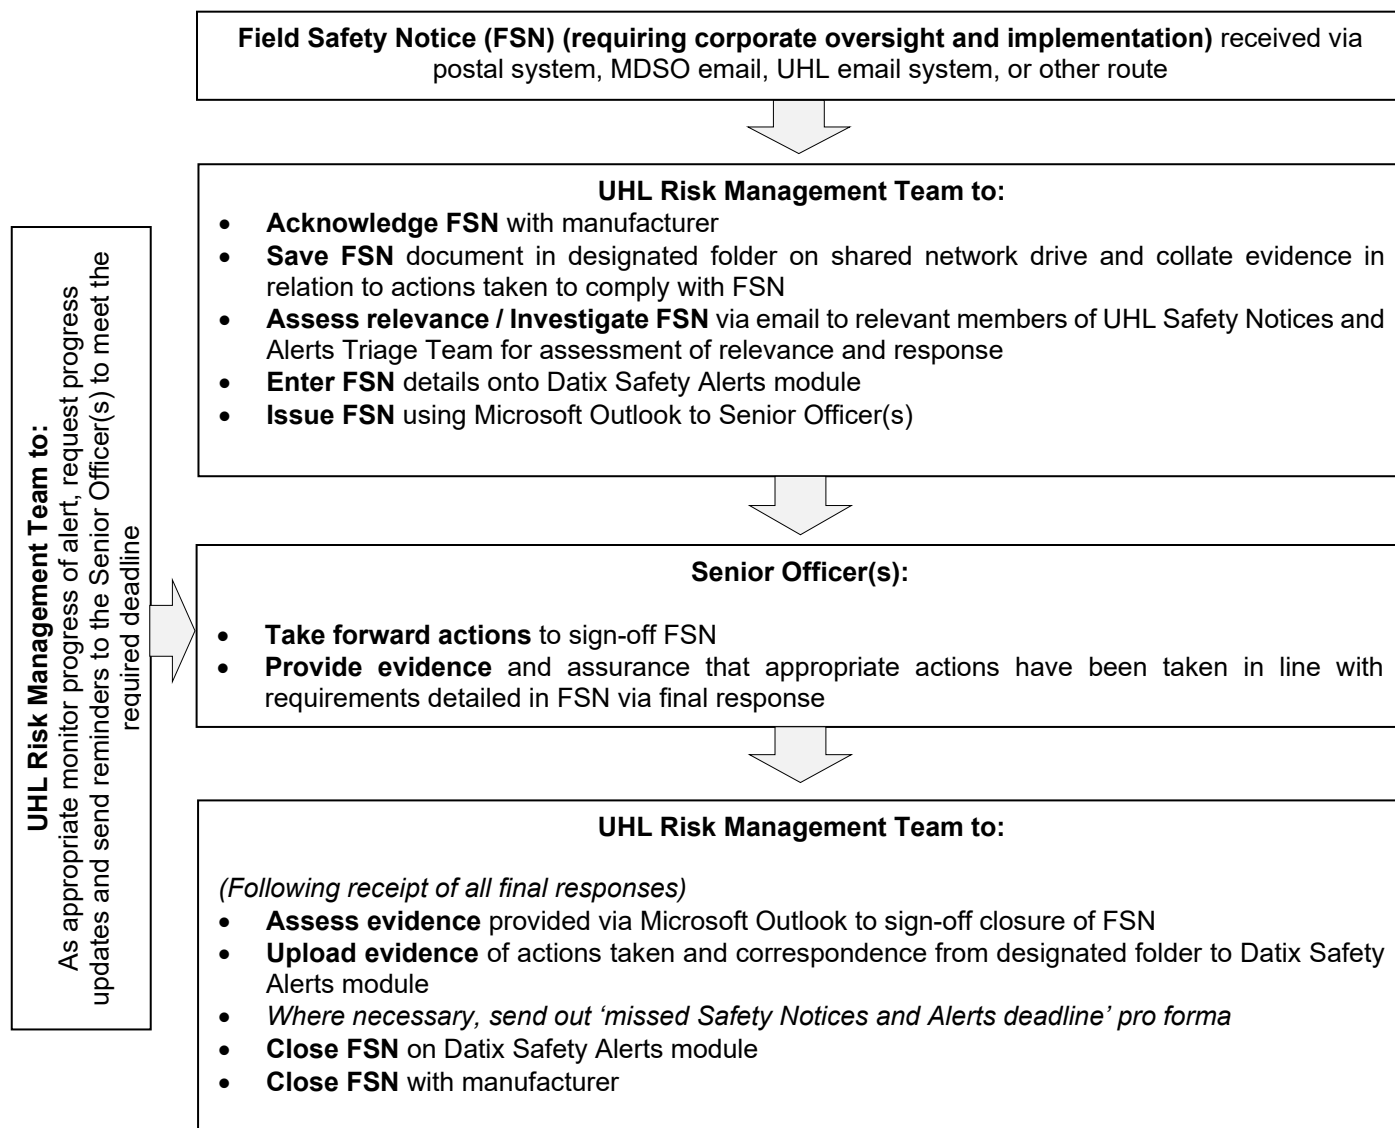 Field Safety Notice (FSN) (requiring corporate oversight and implementation) received via
postal system, MDSO email, UHL email system, or other route
UHL Risk Management Team to:
• Acknowledge FSN with manufacturer
• Save FSN document in designated folder on shared network drive and collate evidence in
relation to actions taken to comply with FSN
• Assess relevance / Investigate FSN via email to relevant members of UHL Safety Notices and
Alerts Triage Team for assessment of relevance and response
• Enter FSN details onto Datix Safety Alerts module
• Issue FSN using Microsoft Outlook to Senior Officer(s)
UHL Risk Management Team to:
As appropriate monitor progress of alert, request progress
updates and send reminders to the Senior Officer(s) to meet the
required deadline
Senior Officer(s):
• Take forward actions to sign-off FSN
• Provide evidence and assurance that appropriate actions have been taken in line with
requirements detailed in FSN via final response
UHL Risk Management Team to:
(Following receipt of all final responses)
• Assess evidence provided via Microsoft Outlook to sign-off closure of FSN
• Upload evidence of actions taken and correspondence from designated folder to Datix Safety
Alerts module
• Where necessary, send out ‘missed Safety Notices and Alerts deadline’ pro forma
• Close FSN on Datix Safety Alerts module
• Close FSN with manufacturer